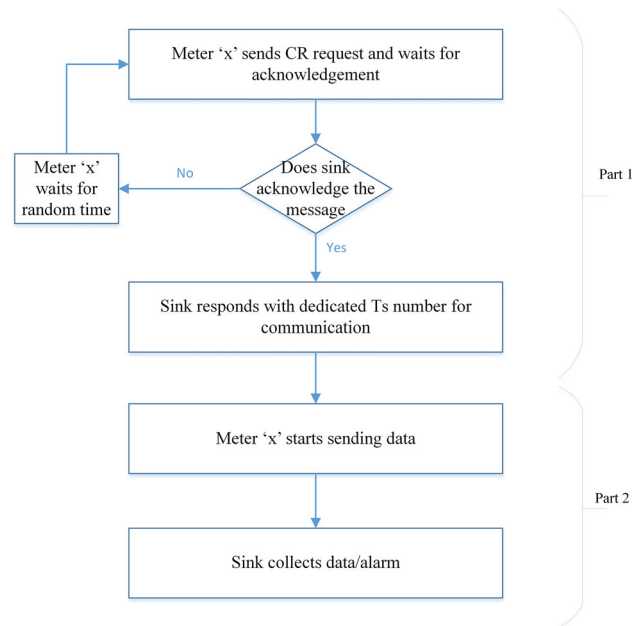 Meter ‘x’ sends CR request and waits for
acknowledgement
Does sink
acknowledge the
message
No
Meter ‘x’
waits for
random time
Yes
Part 1
Sink responds with dedicated Ts number for
communication
Meter ‘x’ starts sending data
Part 2
Sink collects data/alarm